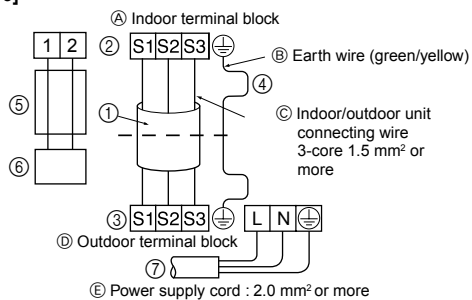 ]
Ⓐ Indoor terminal block
1 2
② S1 S2 S3
Ⓑ Earth wire (green/yellow)
④
⑤
①
Ⓒ Indoor/outdoor unit
connecting wire
3-core 1.5 mm² or
more
⑥
③ S1 S2 S3
L N
Ⓓ Outdoor terminal block
⑦
Ⓔ Power supply cord : 2.0 mm² or more